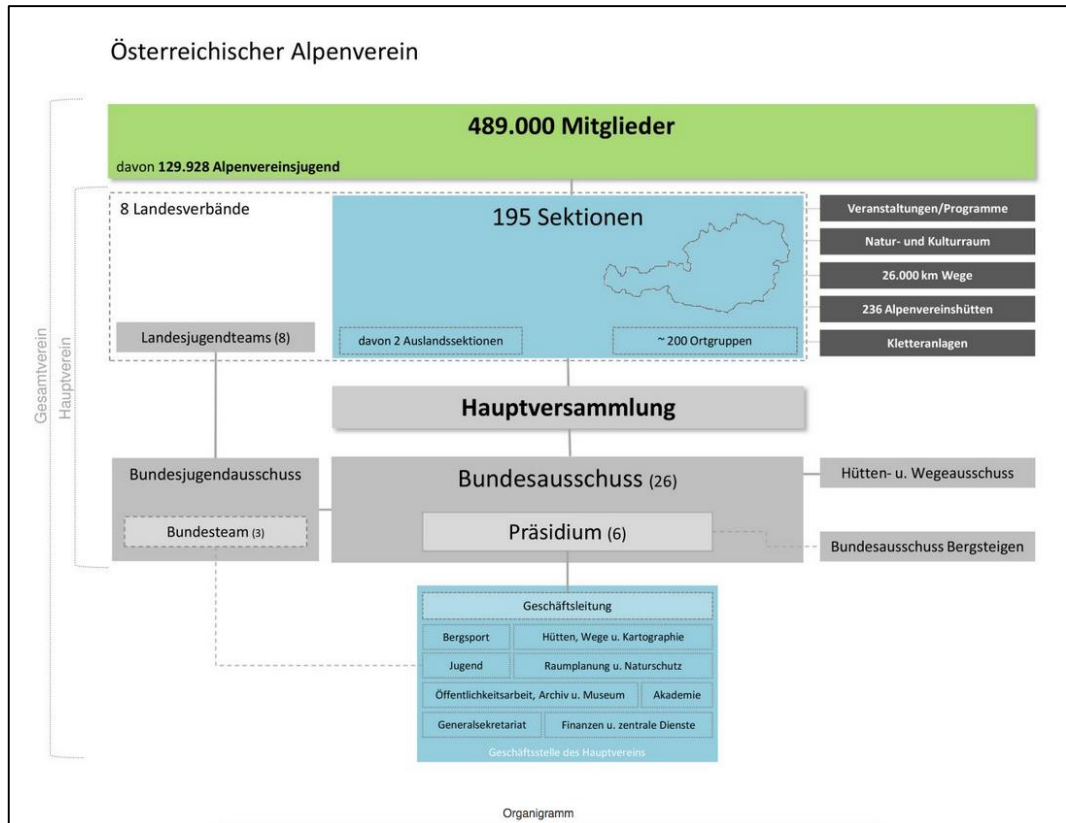 Österreichischer Alpenverein
489.000 Mitglieder
davon 129.928 Alpenvereinsjugend
Gesamtverein
Hauptverein
8 Landesverbände
195 Sektionen
Landesjugendteams (8)
davon 2 Auslandssektionen
~ 200 Ortgruppen
Veranstaltungen/Programme
Natur- und Kulturraum
26.000 km Wege
236 Alpenvereinshütten
Kletteranlagen
Hauptversammlung
Bundesjugendausschuss
Bundesteam (3)
Bundesausschuss (26)
Präsidium (6)
Hütten- u. Wegeausschuss
Bundesausschuss Bergsteigen
Geschäftsleitung
Bergsport
Hütten, Wege u. Kartographie
Jugend
Raumplanung u. Naturschutz
Öffentlichkeitsarbeit, Archiv u. Museum
Akademie
Generalsekretariat
Finanzen u. zentrale Dienste
Geschäftsstelle des Hauptvereins
Organigramm